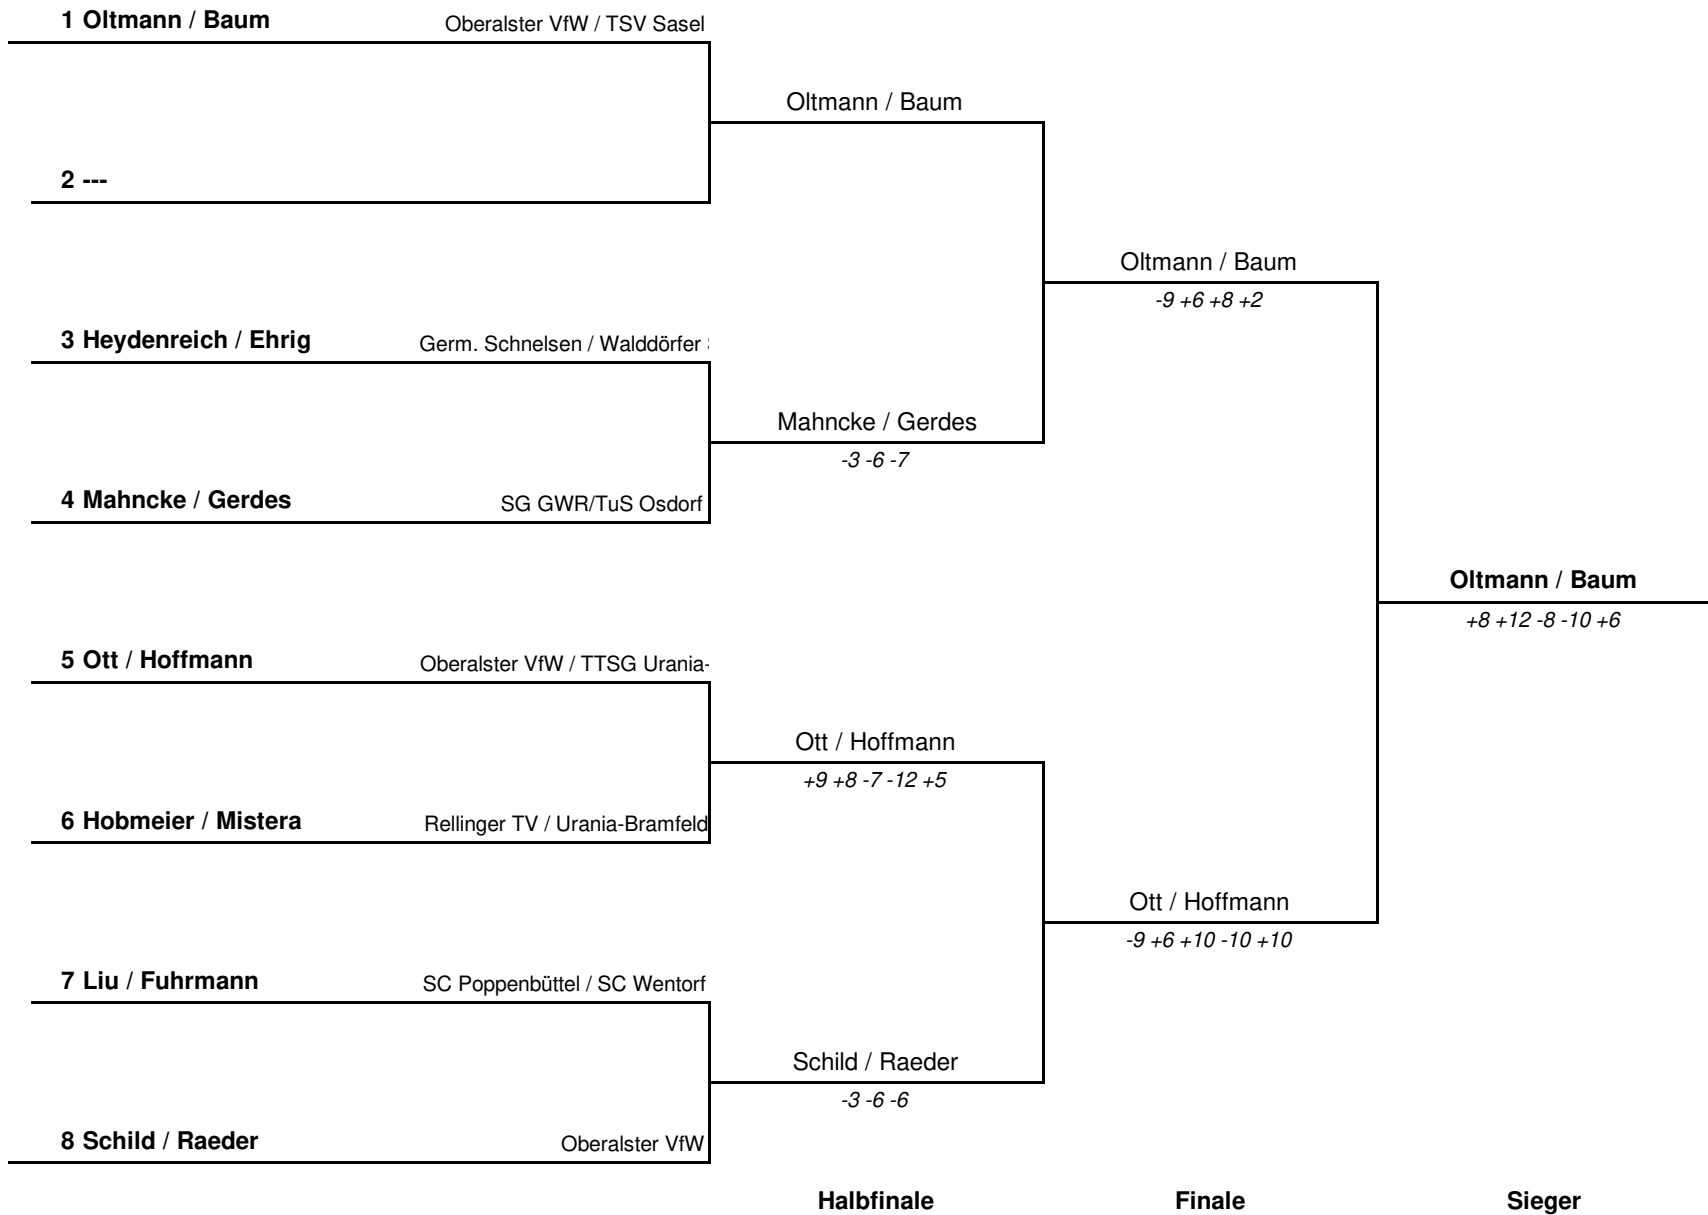 1 Oltmann / Baum Oberalster VfW / TSV Sasel
Oltmann / Baum
2 ---
Oltmann / Baum
-9 +6 +8 +2
3 Heydenreich / Ehrig Germ. Schnelsen / Walddörfer
Mahncke / Gerdes
-3 -6 -7
4 Mahncke / Gerdes SG GWR/TuS Osdorf
Oltmann / Baum
+8 +12 -8 -10 +6
5 Ott / Hoffmann Oberalster VfW / TTSG Urania-
Ott / Hoffmann
+9 +8 -7 -12 +5
6 Hobmeier / Mistera Rellinger TV / Urania-Bramfeld
Ott / Hoffmann
-9 +6 +10 -10 +10
7 Liu / Fuhrmann SC Poppenbüttel / SC Wentorf
Schild / Raeder
-3 -6 -6
8 Schild / Raeder Oberalster VfW
Halbfinale Finale Sieger